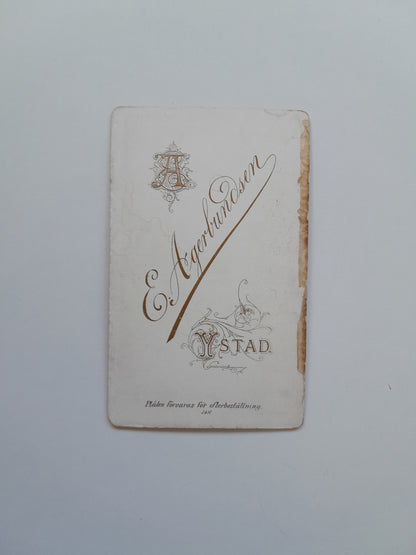 A
E. Agerbundsen
YSTAD.
Plåten förvaras för efterbeställning.